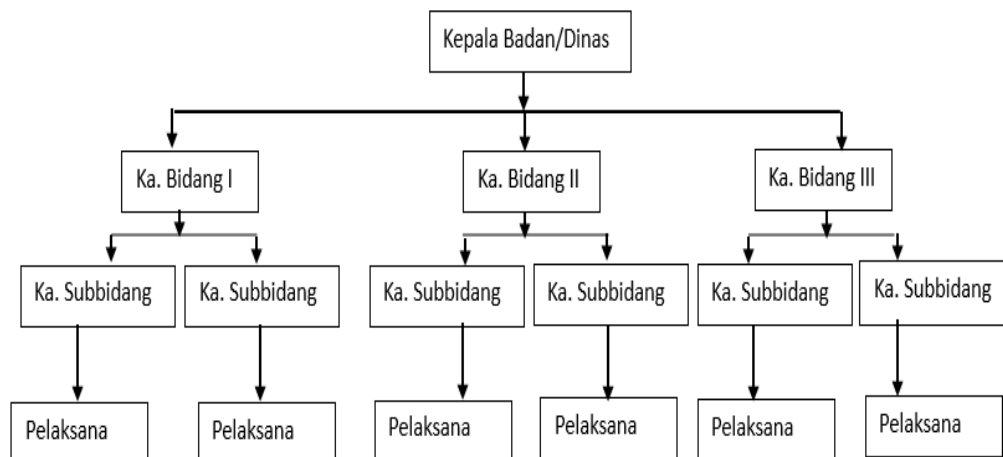 Kepala Badan/Dinas
Ka. Bidang I
Ka. Bidang II
Ka. Bidang III
Ka. Subbidang
Ka. Subbidang
Ka. Subbidang
Ka. Subbidang
Ka. Subbidang
Ka. Subbidang
Pelaksana
Pelaksana
Pelaksana
Pelaksana
Pelaksana
Pelaksana